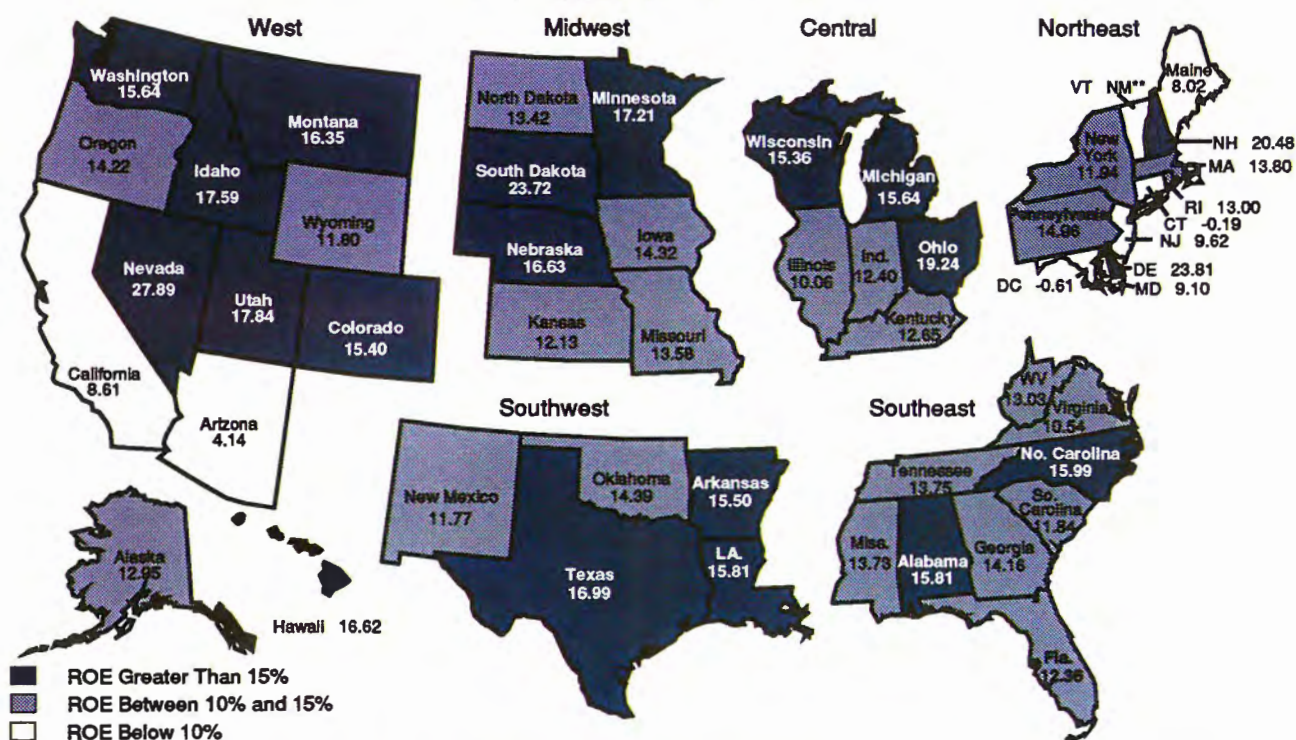 West
Midwest
Central
Northeast
Washington
15.64
Montana
16.35
Oregon
14.22
Idaho
17.59
Wyoming
11.80
Nevada
27.89
Utah
17.84
Colorado
15.40
California
8.61
Arizona
4.14
Alaska
12.95
Hawaii 16.62
North Dakota
13.42
Minnesota
17.21
South Dakota
23.72
Nebraska
16.63
Iowa
14.32
Kansas
12.13
Missouri
13.58
Wisconsin
15.36
Michigan
15.64
Illinois
10.06
Ind.
12.40
Ohio
19.24
Kentucky
12.65
Maine
8.02
VT NM**
New
York
11.94
NH 20.48
MA 13.80
RI 13.00
CT -0.19
NJ 9.62
Pennsylvania
14.96
DE 23.81
DC -0.61
MD 9.10
Southwest
New Mexico
11.77
Oklahoma
14.39
Arkansas
15.50
Texas
16.99
LA.
15.81
Southeast
WV
13.03
Virginia
10.54
No. Carolina
15.99
Tennessee
13.75
So.
Carolina
11.84
Miss.
13.73
Alabama
15.81
Georgia
14.16
Fla.
12.36
ROE Greater Than 15%
ROE Between 10% and 15%
ROE Below 10%